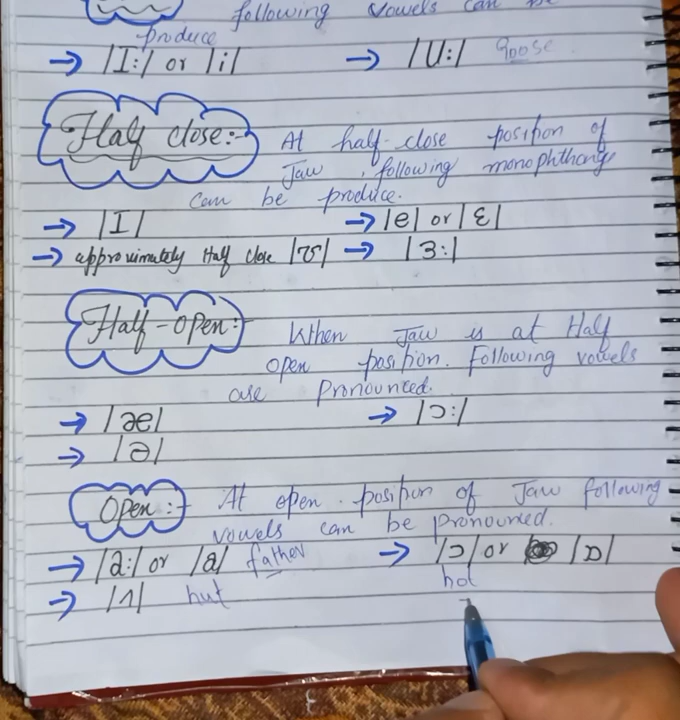 following vowels can be
produce
→ |I:| or |i| → |U:| goose
Half close:- At half-close position of
Jaw, following monophthongs
can be produce.
→ |I| → |e| or |ɛ|
→ approximately Half close |ʊ| → |3:|
Half-open:- When Jaw is at Half
open position. Following vowels
are pronounced.
→ |æ| → |ɔ:|
→ |ə|
Open:- At open position of Jaw following
vowels can be pronounced.
→ |a:| or |a| father → |ɔ| or |ɒ|
hot
→ |ʌ| hut